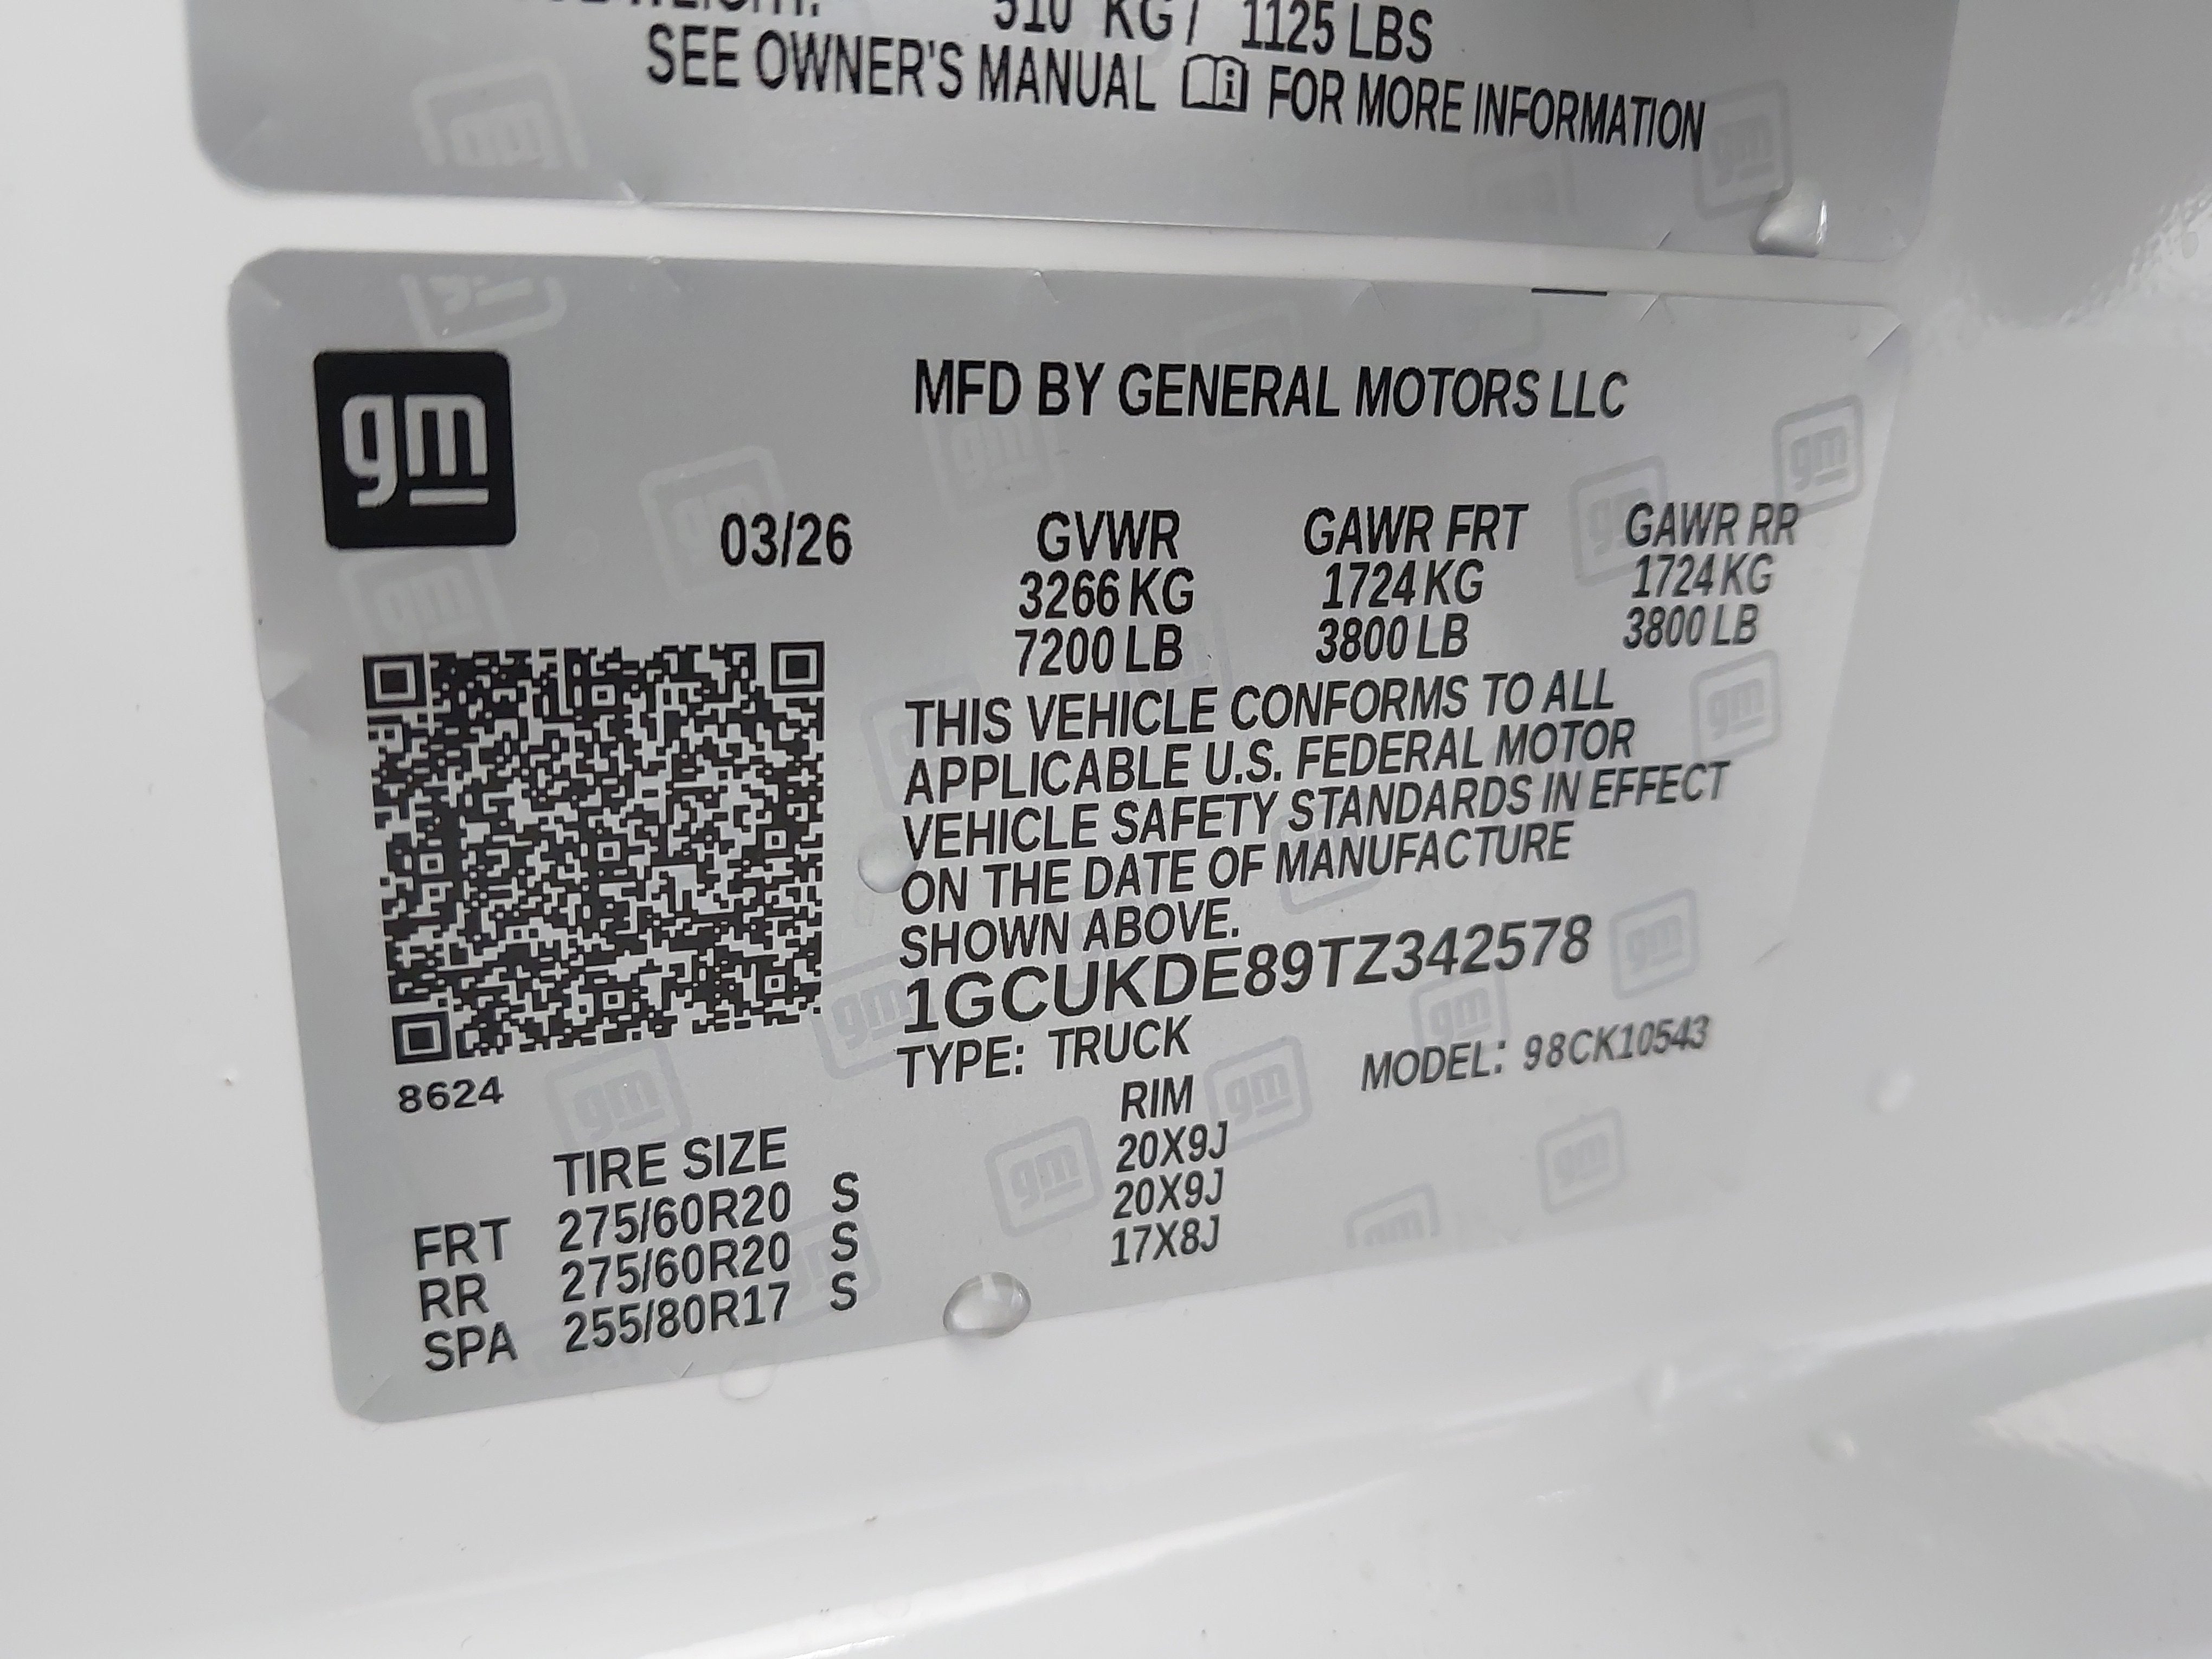 510 KG / 1125 LBS
SEE OWNER'S MANUAL FOR MORE INFORMATION
gm
MFD BY GENERAL MOTORS LLC
03/26 GVWR GAWR FRT GAWR RR
3266 KG 1724 KG 1724 KG
7200 LB 3800 LB 3800 LB
THIS VEHICLE CONFORMS TO ALL
APPLICABLE U.S. FEDERAL MOTOR
VEHICLE SAFETY STANDARDS IN EFFECT
ON THE DATE OF MANUFACTURE
SHOWN ABOVE.
1GCUKDE89TZ342578
TYPE: TRUCK MODEL: 98CK10543
8624
TIRE SIZE RIM
FRT 275/60R20 S 20X9J
RR 275/60R20 S 20X9J
SPA 255/80R17 S 17X8J